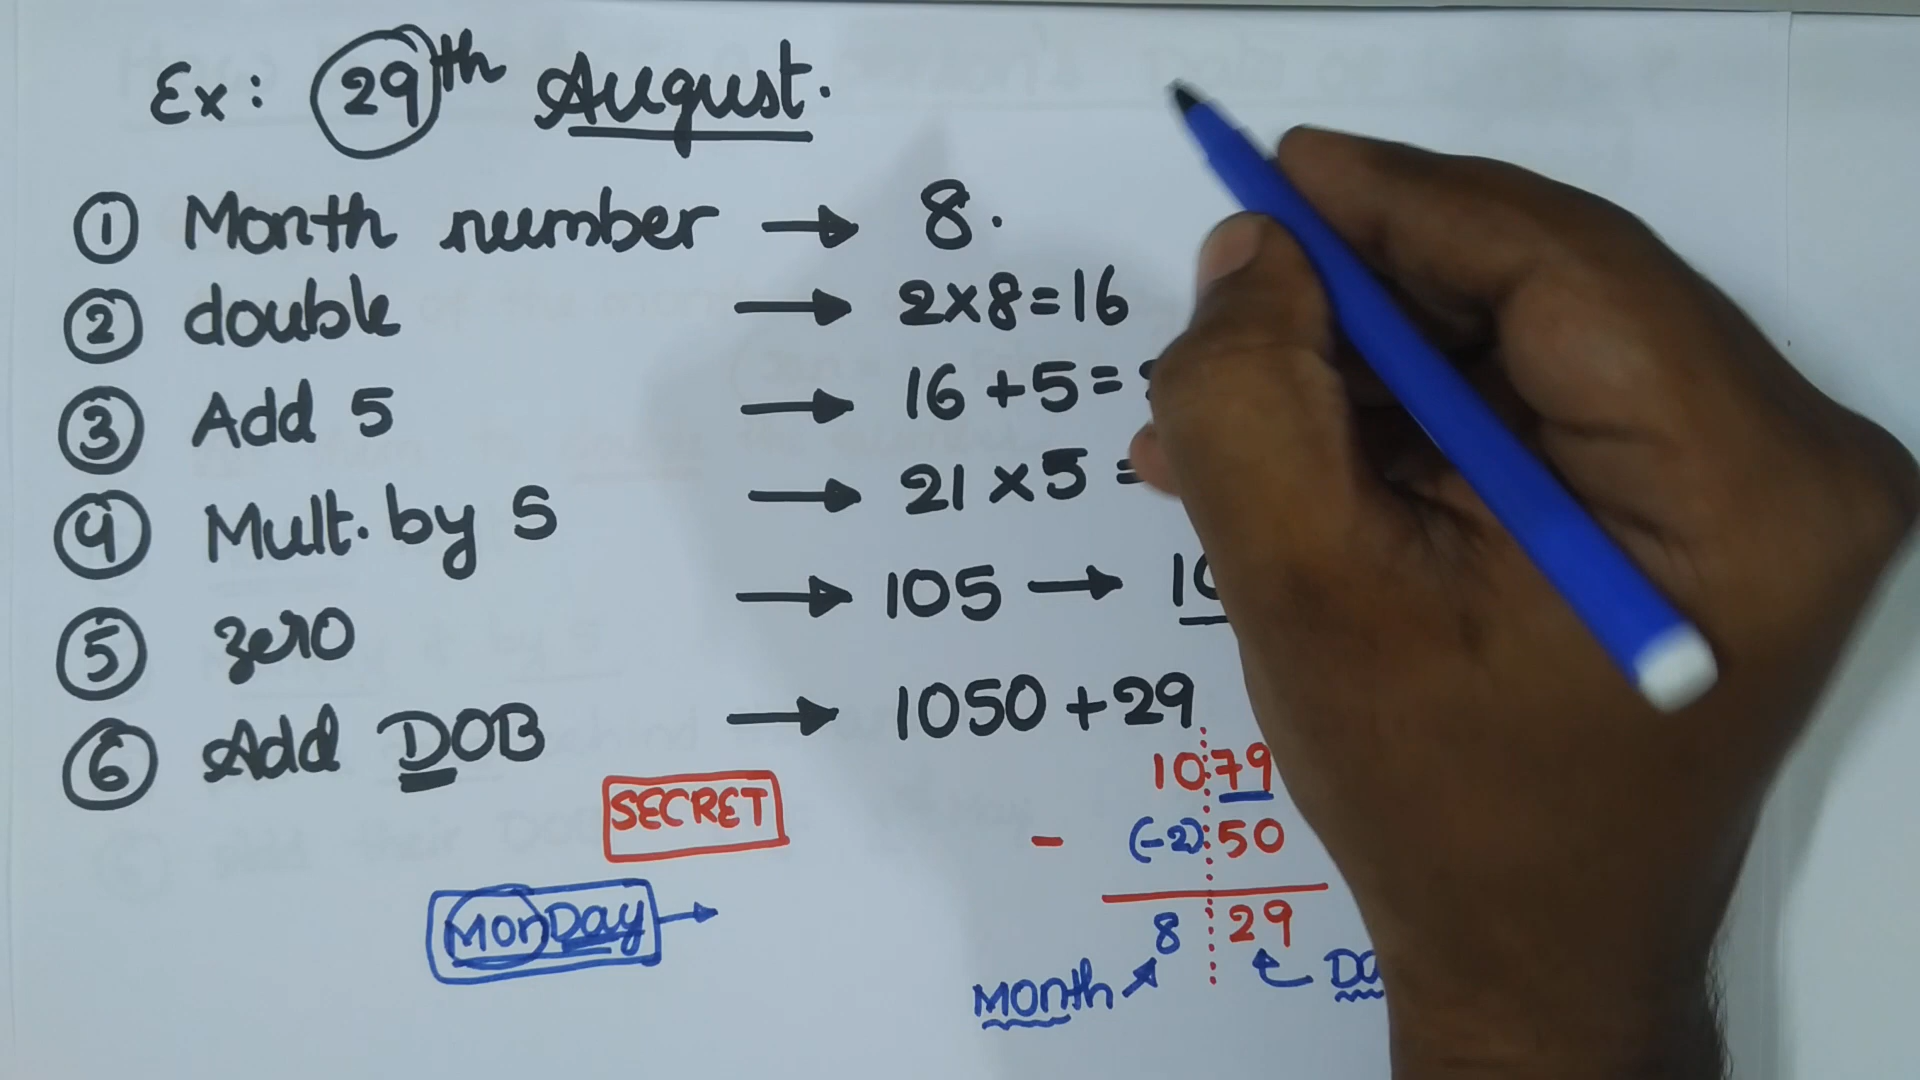 Ex: 29th August.
① Month number → 8.
② double → 2×8=16
③ Add 5 → 16+5=
④ Mult. by 5 → 21×5=
⑤ zero → 105 → 10
⑥ Add DOB → 1050+29
1079
SECRET
- (-2) 50
MonDay →
8 29
Month